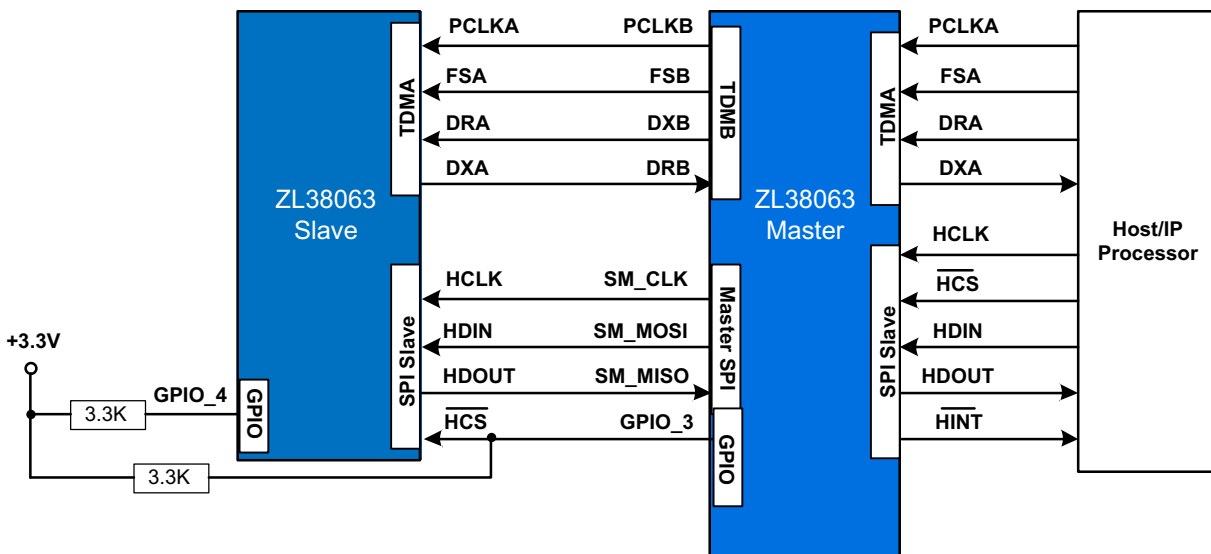 PCLKA PCLKB PCLKA
FSA FSB FSA
DRA DXB DRA
DXA DRB DXA
TDMA
TDMB
TDMA
ZL38063
Slave
ZL38063
Master
Host/IP
Processor
HCLK SM_CLK HCLK
HCS
HDIN SM_MOSI HDIN
HDOUT SM_MISO HDOUT
HCS GPIO_3 HINT
SPI Slave
Master SPI
SPI Slave
GPIO
+3.3V
GPIO_4
GPIO
3.3K
3.3K